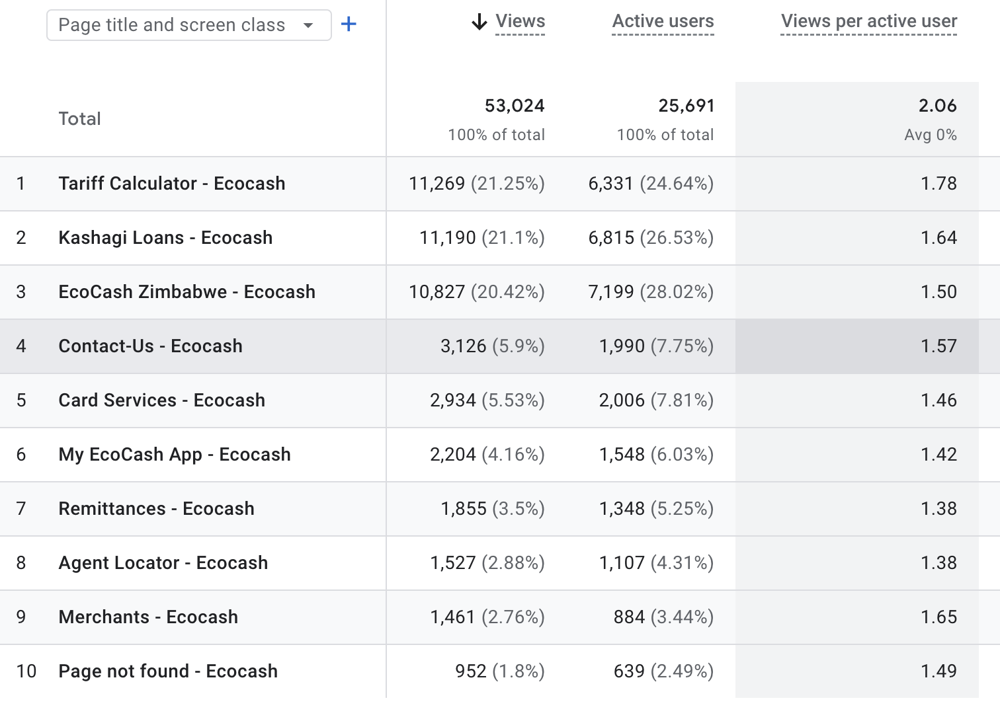 Page title and screen class + ↓ Views Active users Views per active user
Total 53,024 25,691 2.06
100% of total 100% of total Avg 0%
1 Tariff Calculator - Ecocash 11,269 (21.25%) 6,331 (24.64%) 1.78
2 Kashagi Loans - Ecocash 11,190 (21.1%) 6,815 (26.53%) 1.64
3 EcoCash Zimbabwe - Ecocash 10,827 (20.42%) 7,199 (28.02%) 1.50
4 Contact-Us - Ecocash 3,126 (5.9%) 1,990 (7.75%) 1.57
5 Card Services - Ecocash 2,934 (5.53%) 2,006 (7.81%) 1.46
6 My EcoCash App - Ecocash 2,204 (4.16%) 1,548 (6.03%) 1.42
7 Remittances - Ecocash 1,855 (3.5%) 1,348 (5.25%) 1.38
8 Agent Locator - Ecocash 1,527 (2.88%) 1,107 (4.31%) 1.38
9 Merchants - Ecocash 1,461 (2.76%) 884 (3.44%) 1.65
10 Page not found - Ecocash 952 (1.8%) 639 (2.49%) 1.49